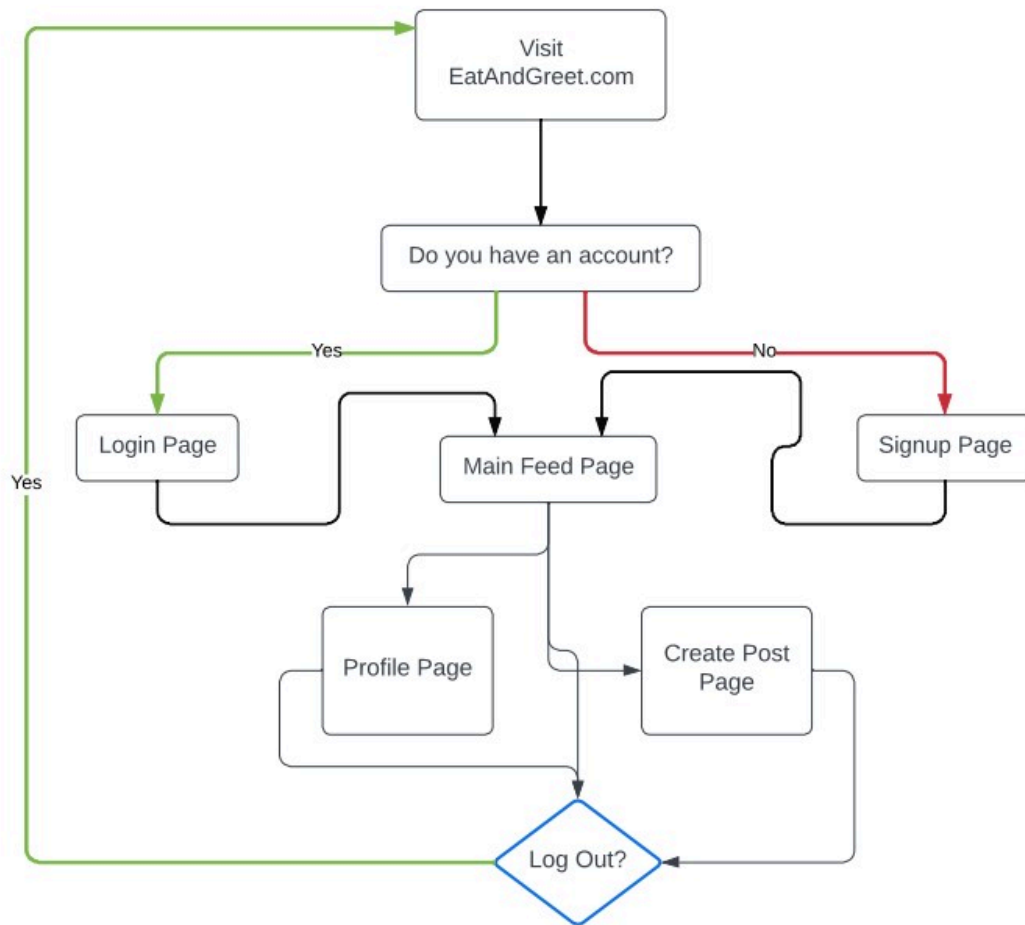 Visit
EatAndGreet.com
Do you have an account?
Yes
No
Login Page
Main Feed Page
Signup Page
Yes
Profile Page
Create Post
Page
Log Out?